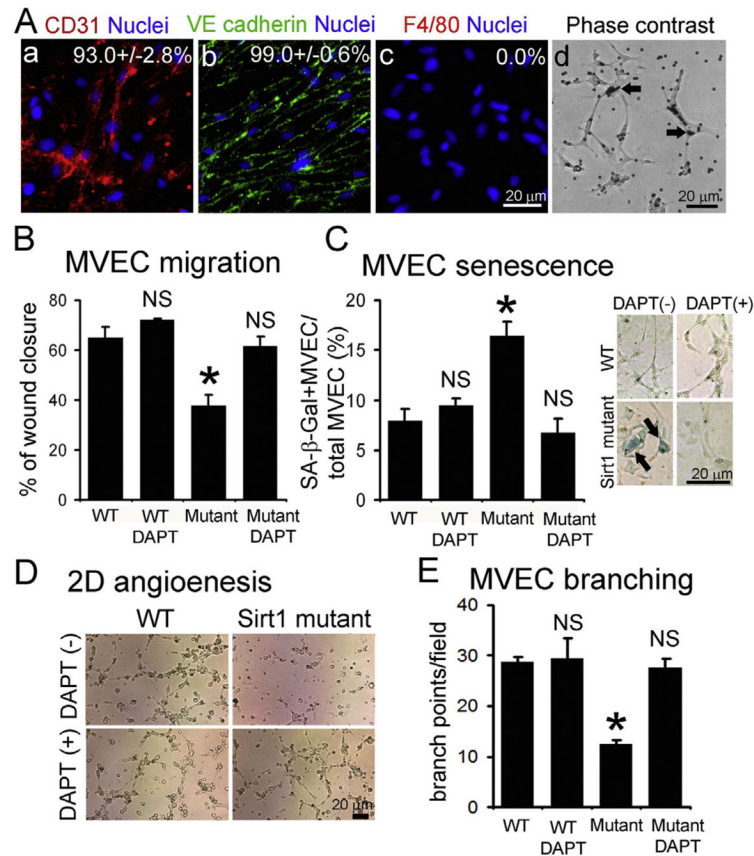 A CD31 Nuclei VE cadherin Nuclei F4/80 Nuclei Phase contrast
a 93.0+/-2.8% b 99.0+/-0.6% c 0.0% d
20 µm 20 µm
B MVEC migration
% of wound closure
80
60
40
20
0
NS
*
NS
WT WT DAPT Mutant Mutant DAPT
C MVEC senescence
SA-β-Gal+MVEC/
total MVEC (%)
20
15
10
5
0
NS
*
NS
WT WT DAPT Mutant Mutant DAPT
DAPT(-) DAPT(+)
WT
Sirt1 mutant
20 µm
D 2D angioenesis
WT Sirt1 mutant
DAPT (-)
DAPT (+)
20 µm
E MVEC branching
branch points/field
40
30
20
10
0
NS
*
NS
WT WT DAPT Mutant Mutant DAPT